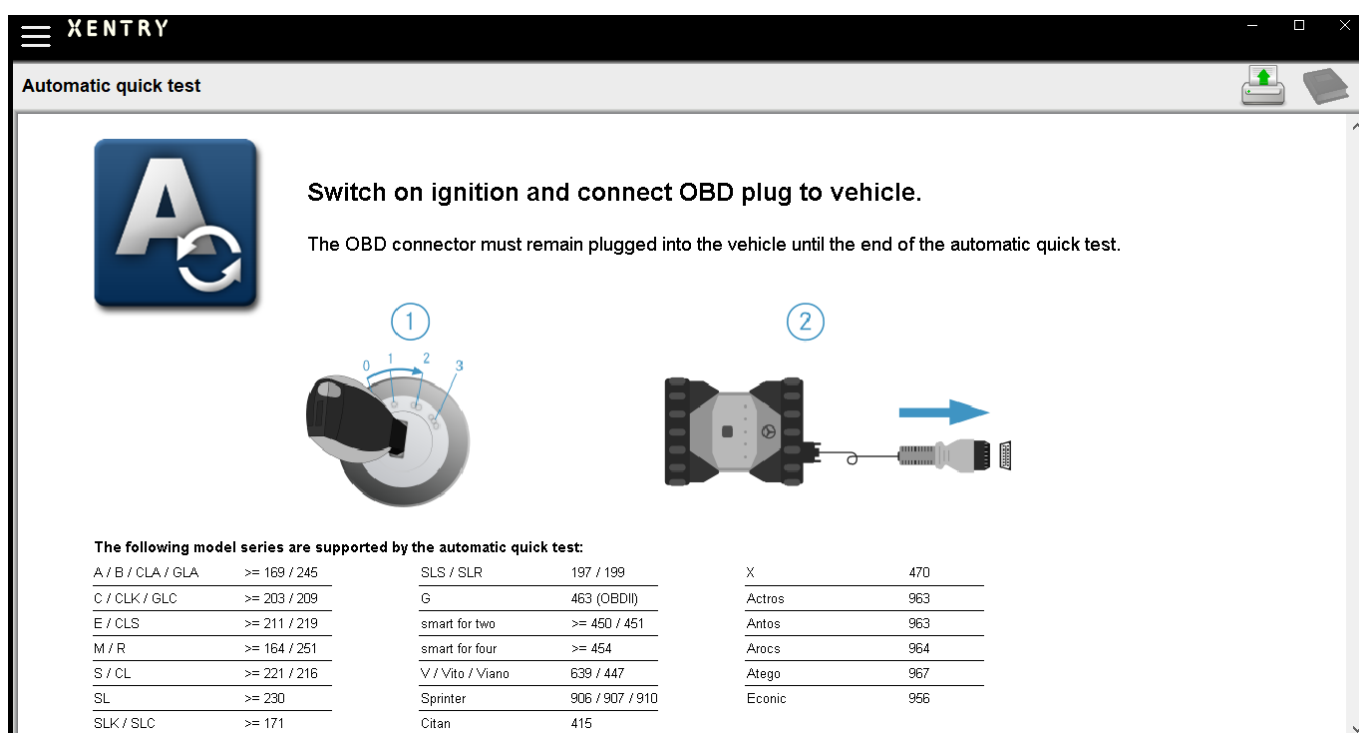 XENTRY
Automatic quick test
Switch on ignition and connect OBD plug to vehicle.
The OBD connector must remain plugged into the vehicle until the end of the automatic quick test.
1
2
0 1 2 3
The following model series are supported by the automatic quick test:
A / B / CLA / GLA >= 169 / 245 SLS / SLR 197 / 199 X 470
C / CLK / GLC >= 203 / 209 G 463 (OBDII) Actros 963
E / CLS >= 211 / 219 smart for two >= 450 / 451 Antos 963
M / R >= 164 / 251 smart for four >= 454 Arocs 964
S / CL >= 221 / 216 V / Vito / Viano 639 / 447 Atego 967
SL >= 230 Sprinter 906 / 907 / 910 Econic 956
SLK / SLC >= 171 Citan 415